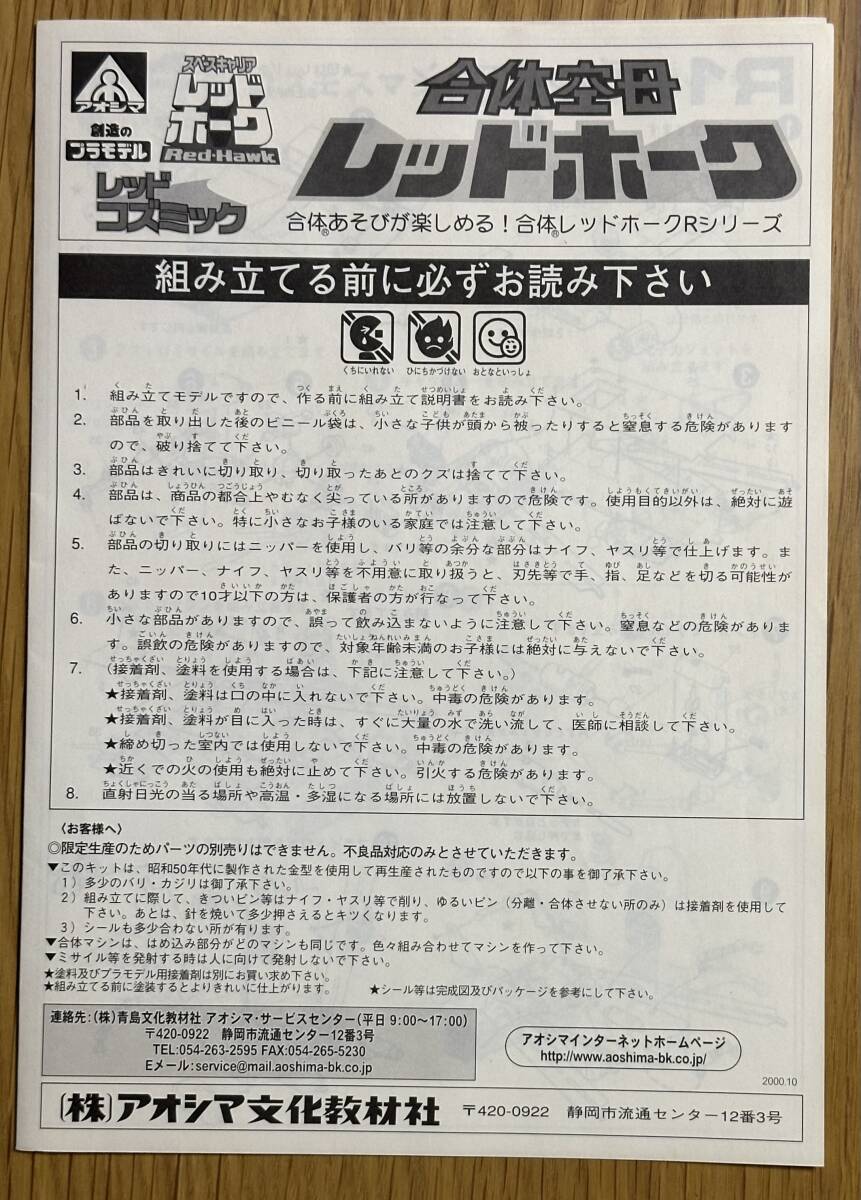 アオシマ
創造の
プラモデル
スペスキャリア
レッド
ホーク
Red·Hawk
レッド
コズミック
合体空母
レッドホーク
合体®あそびが楽しめる！合体®レッドホークRシリーズ
組み立てる前に必ずお読み下さい
くちにいれない ひにちかづけない おとなといっしょ
1. 組み立てモデルですので、作る前に組み立て説明書をお読み下さい。
2. 部品を取り出した後のビニール袋は、小さな子供が頭から被ったりすると窒息する危険があります
ので、破り捨てて下さい。
3. 部品はきれいに切り取り、切り取ったあとのクズは捨てて下さい。
4. 部品は、商品の都合上やむなく尖っている所がありますので危険です。使用目的以外は、絶対に遊
ばないで下さい。特に小さなお子様のいる家庭では注意して下さい。
5. 部品の切り取りにはニッパーを使用し、バリ等の余分な部分はナイフ、ヤスリ等で仕上げます。ま
た、ニッパー、ナイフ、ヤスリ等を不用意に取り扱うと、刃先等で手、指、足などを切る可能性が
ありますので10才以下の方は、保護者の方が行なって下さい。
6. 小さな部品がありますので、誤って飲み込まないように注意して下さい。窒息などの危険がありま
す。誤飲の危険がありますので、対象年齢未満のお子様には絶対に与えないで下さい。
7. (接着剤、塗料を使用する場合は、下記に注意して下さい。)
★接着剤、塗料は口の中に入れないで下さい。中毒の危険があります。
★接着剤、塗料が目に入った時は、すぐに大量の水で洗い流して、医師に相談して下さい。
★締め切った室内では使用しないで下さい。中毒の危険があります。
★近くでの火の使用も絶対に止めて下さい。引火する危険があります。
8. 直射日光の当る場所や高温・多湿になる場所には放置しないで下さい。
〈お客様へ〉
◎限定生産のためパーツの別売りはできません。不良品対応のみとさせていただきます。
▼このキットは、昭和50年代に製作された金型を使用して再生産されたものですので以下の事を御了承下さい。
1）多少のバリ・カジリは御了承下さい。
2）組み立てに際して、きついピン等はナイフ・ヤスリ等で削り、ゆるいピン（分離・合体させない所のみ）は接着剤を使用して
下さい。あとは、針を焼いて多少押さえるとキツくなります。
3）シールも多少合わない所が有ります。
▼合体マシンは、はめ込み部分がどのマシンも同じです。色々組み合わせてマシンを作って下さい。
▼ミサイル等を発射する時は人に向けて発射しないで下さい。
★塗料及びプラモデル用接着剤は別にお買い求め下さい。
★組み立てる前に塗装するとよりきれいに仕上がります。 ★シール等は完成図及びパッケージを参考にして下さい。
連絡先：(株)青島文化教材社 アオシマ・サービスセンター(平日 9:00〜17:00)
〒420-0922 静岡市流通センター12番3号
TEL:054-263-2595 FAX:054-265-5230
Eメール:service@mail.aoshima-bk.co.jp
アオシマインターネットホームページ
http://www.aoshima-bk.co.jp/
2000.10
(株)アオシマ文化教材社 〒420-0922 静岡市流通センター12番3号